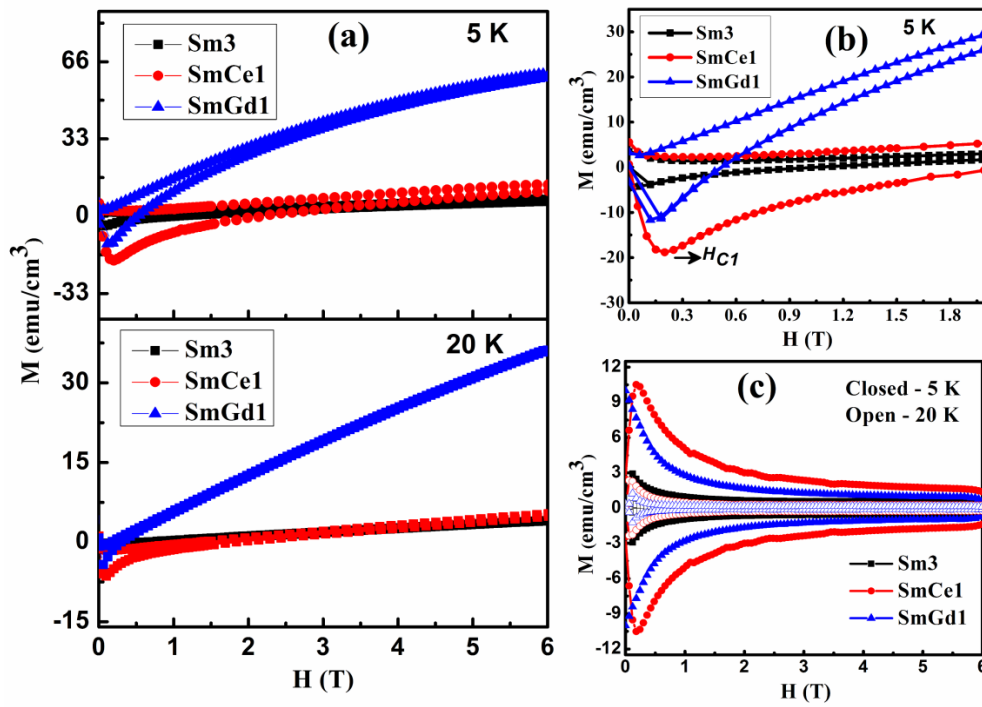 (a)
5 K
Sm3
SmCe1
SmGd1
66
33
0
-33
M (emu/cm³)
20 K
Sm3
SmCe1
SmGd1
30
15
0
-15
M (emu/cm³)
0 1 2 3 4 5 6
H (T)
(b)
5 K
Sm3
SmCe1
SmGd1
30
20
10
0
-10
-20
-30
M (emu/cm³)
HC1
0.0 0.3 0.6 0.9 1.2 1.5 1.8
H (T)
(c)
Closed - 5 K
Open - 20 K
12
9
6
3
0
-3
-6
-9
-12
M (emu/cm³)
Sm3
SmCe1
SmGd1
0 1 2 3 4 5 6
H (T)